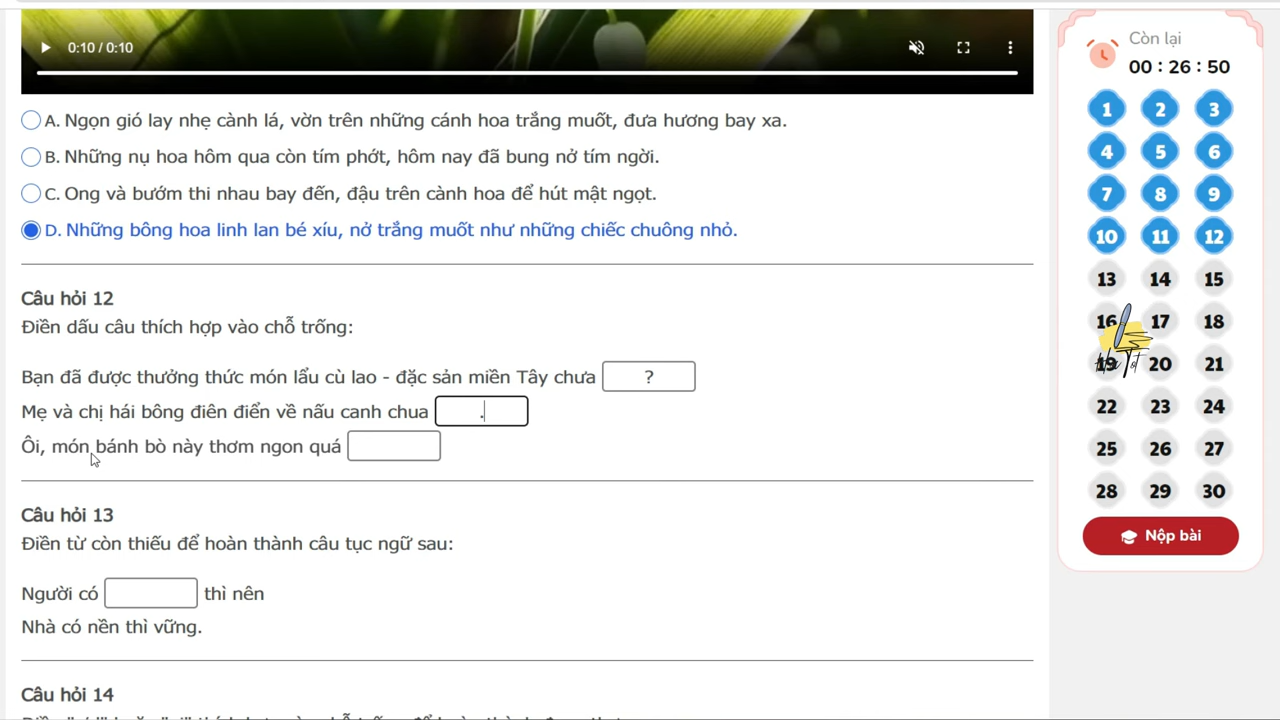 0:10 / 0:10
A. Ngọn gió lay nhẹ cành lá, vờn trên những cánh hoa trắng muốt, đưa hương bay xa.
B. Những nụ hoa hôm qua còn tím phớt, hôm nay đã bung nở tím ngời.
C. Ong và bướm thi nhau bay đến, đậu trên cành hoa để hút mật ngọt.
D. Những bông hoa linh lan bé xíu, nở trắng muốt như những chiếc chuông nhỏ.
Câu hỏi 12
Điền dấu câu thích hợp vào chỗ trống:
Bạn đã được thưởng thức món lẩu cù lao - đặc sản miền Tây chưa ?
Mẹ và chị hái bông điên điển về nấu canh chua .
Ôi, món bánh bò này thơm ngon quá
Câu hỏi 13
Điền từ còn thiếu để hoàn thành câu tục ngữ sau:
Người có thì nên
Nhà có nền thì vững.
Câu hỏi 14
Còn lại
00 : 26 : 50
1 2 3
4 5 6
7 8 9
10 11 12
13 14 15
16 17 18
19 20 21
22 23 24
25 26 27
28 29 30
Nộp bài